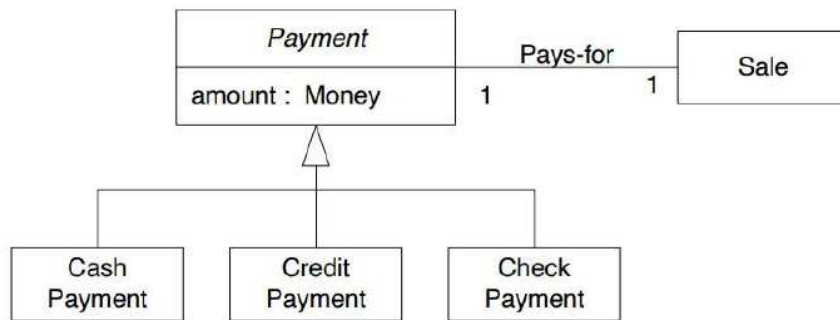 Payment
Pays-for
Sale
amount : Money
1
1
Cash
Payment
Credit
Payment
Check
Payment